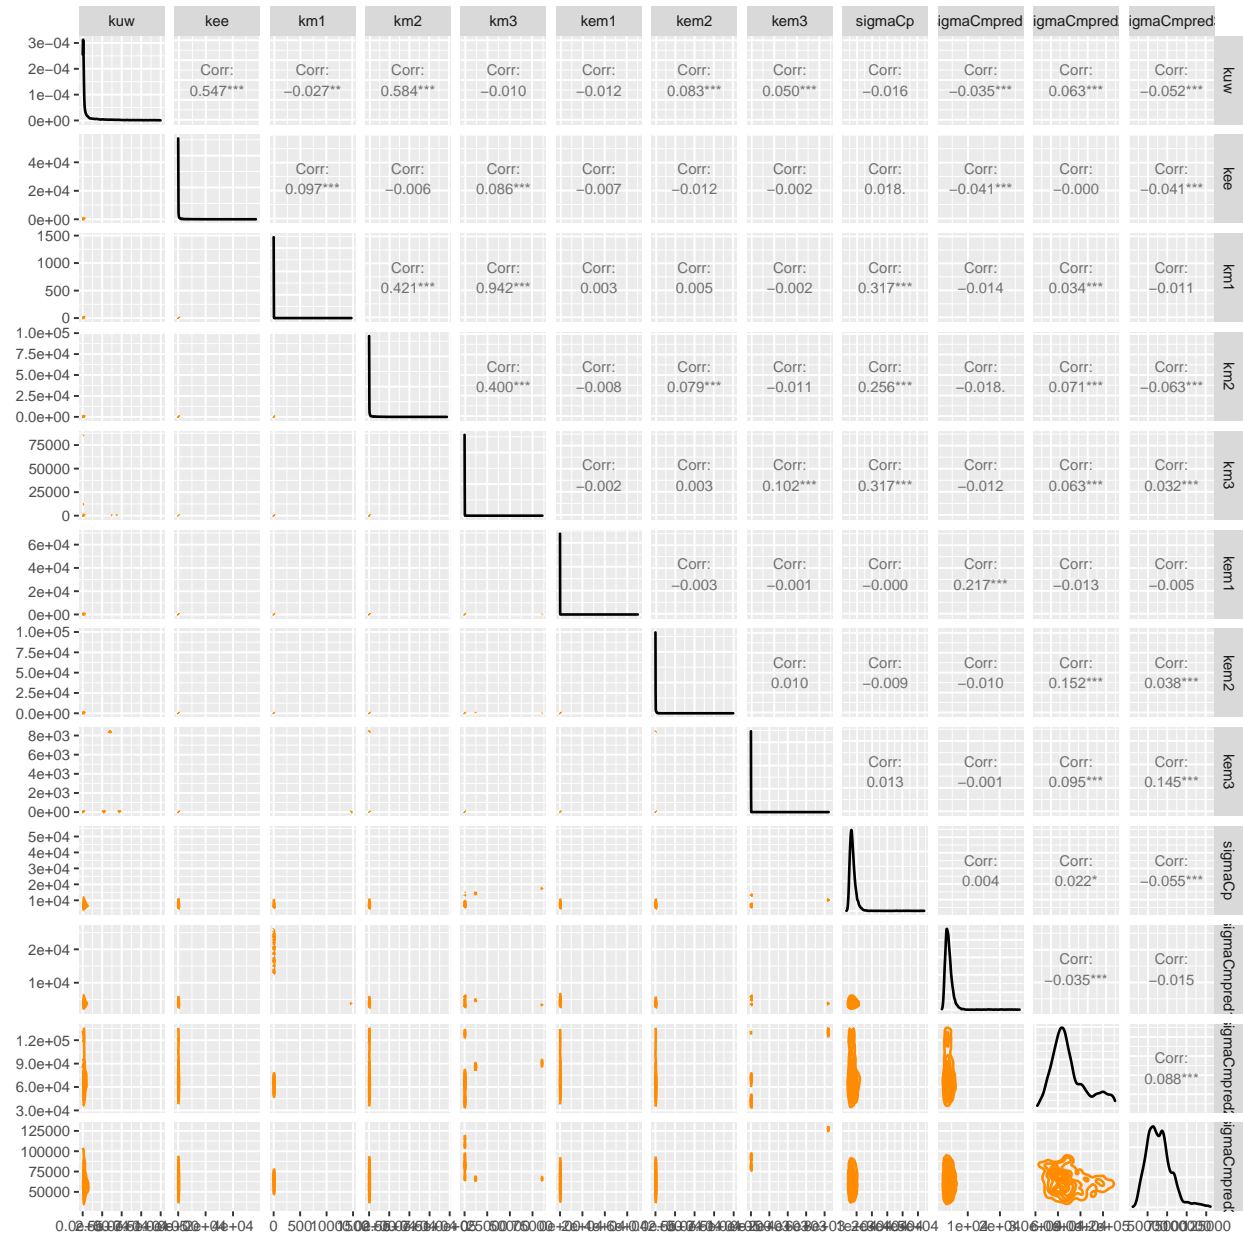 kuw kee km1 km2 km3 kem1 kem2 kem3 sigmaCp igmaCmpred igmaCmpred igmaCmpred
3e−04
2e−04
1e−04
0e+00
Corr: Corr: Corr: Corr: Corr: Corr: Corr: Corr: Corr: Corr: Corr:
0.547*** −0.027** 0.584*** −0.010 −0.012 0.083*** 0.050*** −0.016 −0.035*** 0.063*** −0.052***
kuw
4e+04
2e+04
0e+00
Corr: Corr: Corr: Corr: Corr: Corr: Corr: Corr: Corr: Corr:
0.097*** −0.006 0.086*** −0.007 −0.012 −0.002 0.018. −0.041*** −0.000 −0.041***
kee
1500
1000
500
0
Corr: Corr: Corr: Corr: Corr: Corr: Corr: Corr: Corr:
0.421*** 0.942*** 0.003 0.005 −0.002 0.317*** −0.014 0.034*** −0.011
km1
1.0e+05
7.5e+04
5.0e+04
2.5e+04
0.0e+00
Corr: Corr: Corr: Corr: Corr: Corr: Corr: Corr:
0.400*** −0.008 0.079*** −0.011 0.256*** −0.018. 0.071*** −0.063***
km2
75000
50000
25000
0
Corr: Corr: Corr: Corr: Corr: Corr: Corr:
−0.002 0.003 0.102*** 0.317*** −0.012 0.063*** 0.032***
km3
6e+04
4e+04
2e+04
0e+00
Corr: Corr: Corr: Corr: Corr: Corr:
−0.003 −0.001 −0.000 0.217*** −0.013 −0.005
kem1
1.0e+05
7.5e+04
5.0e+04
2.5e+04
0.0e+00
Corr: Corr: Corr: Corr: Corr:
0.010 −0.009 −0.010 0.152*** 0.038***
kem2
8e+03
6e+03
4e+03
2e+03
0e+00
Corr: Corr: Corr: Corr:
0.013 −0.001 0.095*** 0.145***
kem3
5e+04
4e+04
3e+04
2e+04
1e+04
Corr: Corr: Corr:
0.004 0.022* −0.055***
sigmaCp
2e+04
1e+04
Corr: Corr:
−0.035*** −0.015
igmaCmpred
1.2e+05
9.0e+04
6.0e+04
3.0e+04
Corr:
0.088***
igmaCmpred
125000
100000
75000
50000
igmaCmpred
0 500 1000